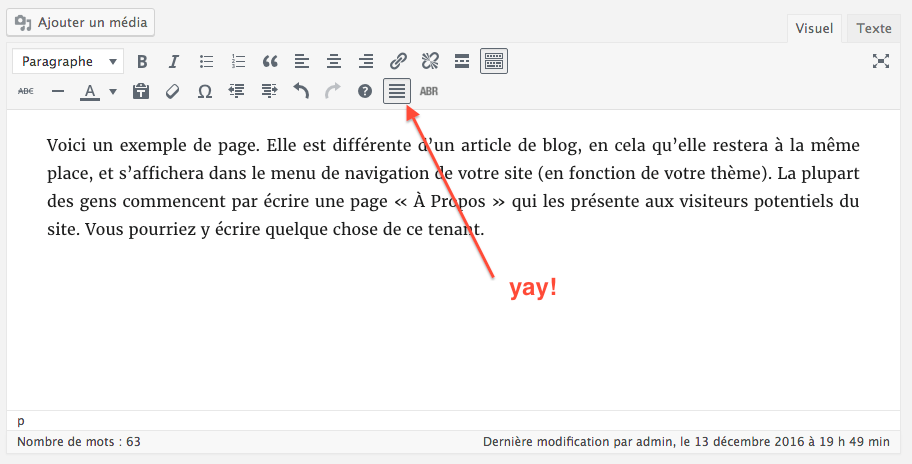 Ajouter un média
Visuel Texte
Paragraphe B I
ABC A Ω ? ABR
Voici un exemple de page. Elle est différente d’un article de blog, en cela qu’elle restera à la même
place, et s’affichera dans le menu de navigation de votre site (en fonction de votre thème). La plupart
des gens commencent par écrire une page « À Propos » qui les présente aux visiteurs potentiels du
site. Vous pourriez y écrire quelque chose de ce tenant.
yay!
p
Nombre de mots : 63 Dernière modification par admin, le 13 décembre 2016 à 19 h 49 min